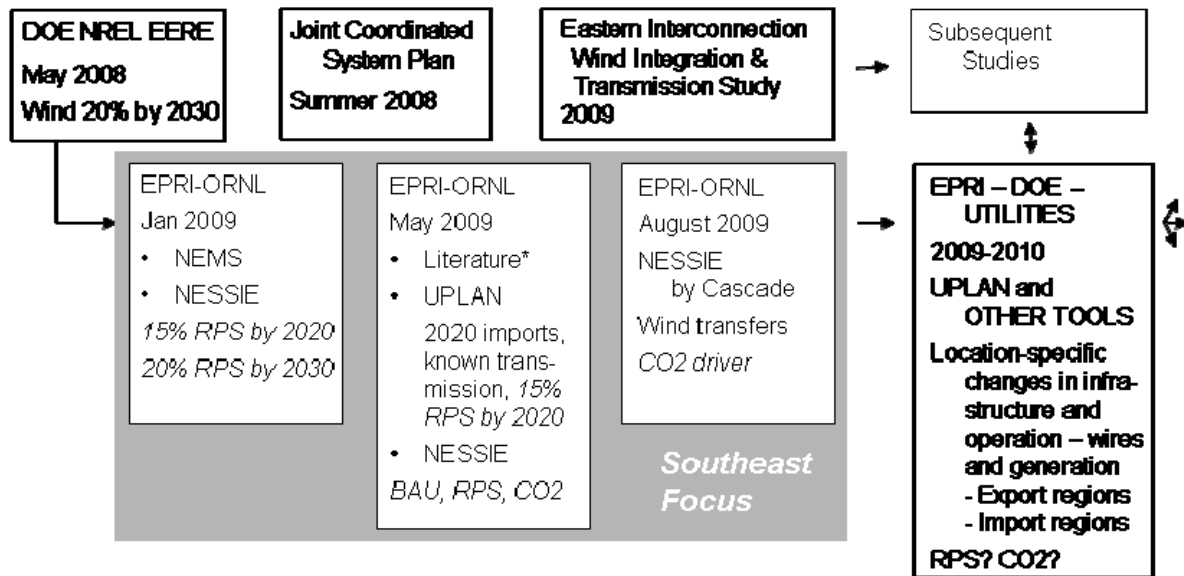 DOE NREL EERE
May 2008
Wind 20% by 2030
Joint Coordinated
System Plan
Summer 2008
Eastern Interconnection
Wind Integration &
Transmission Study
2009
Subsequent
Studies
EPRI-ORNL
Jan 2009
• NEMS
• NESSIE
15% RPS by 2020
20% RPS by 2030
EPRI-ORNL
May 2009
• Literature*
• UPLAN
2020 imports,
known trans-
mission, 15%
RPS by 2020
• NESSIE
BAU, RPS, CO2
EPRI-ORNL
August 2009
NESSIE
by Cascade
Wind transfers
CO2 driver
Southeast
Focus
EPRI – DOE –
UTILITIES
2009-2010
UPLAN and
OTHER TOOLS
Location-specific
changes in infra-
structure and
operation – wires
and generation
- Export regions
- Import regions
RPS? CO2?